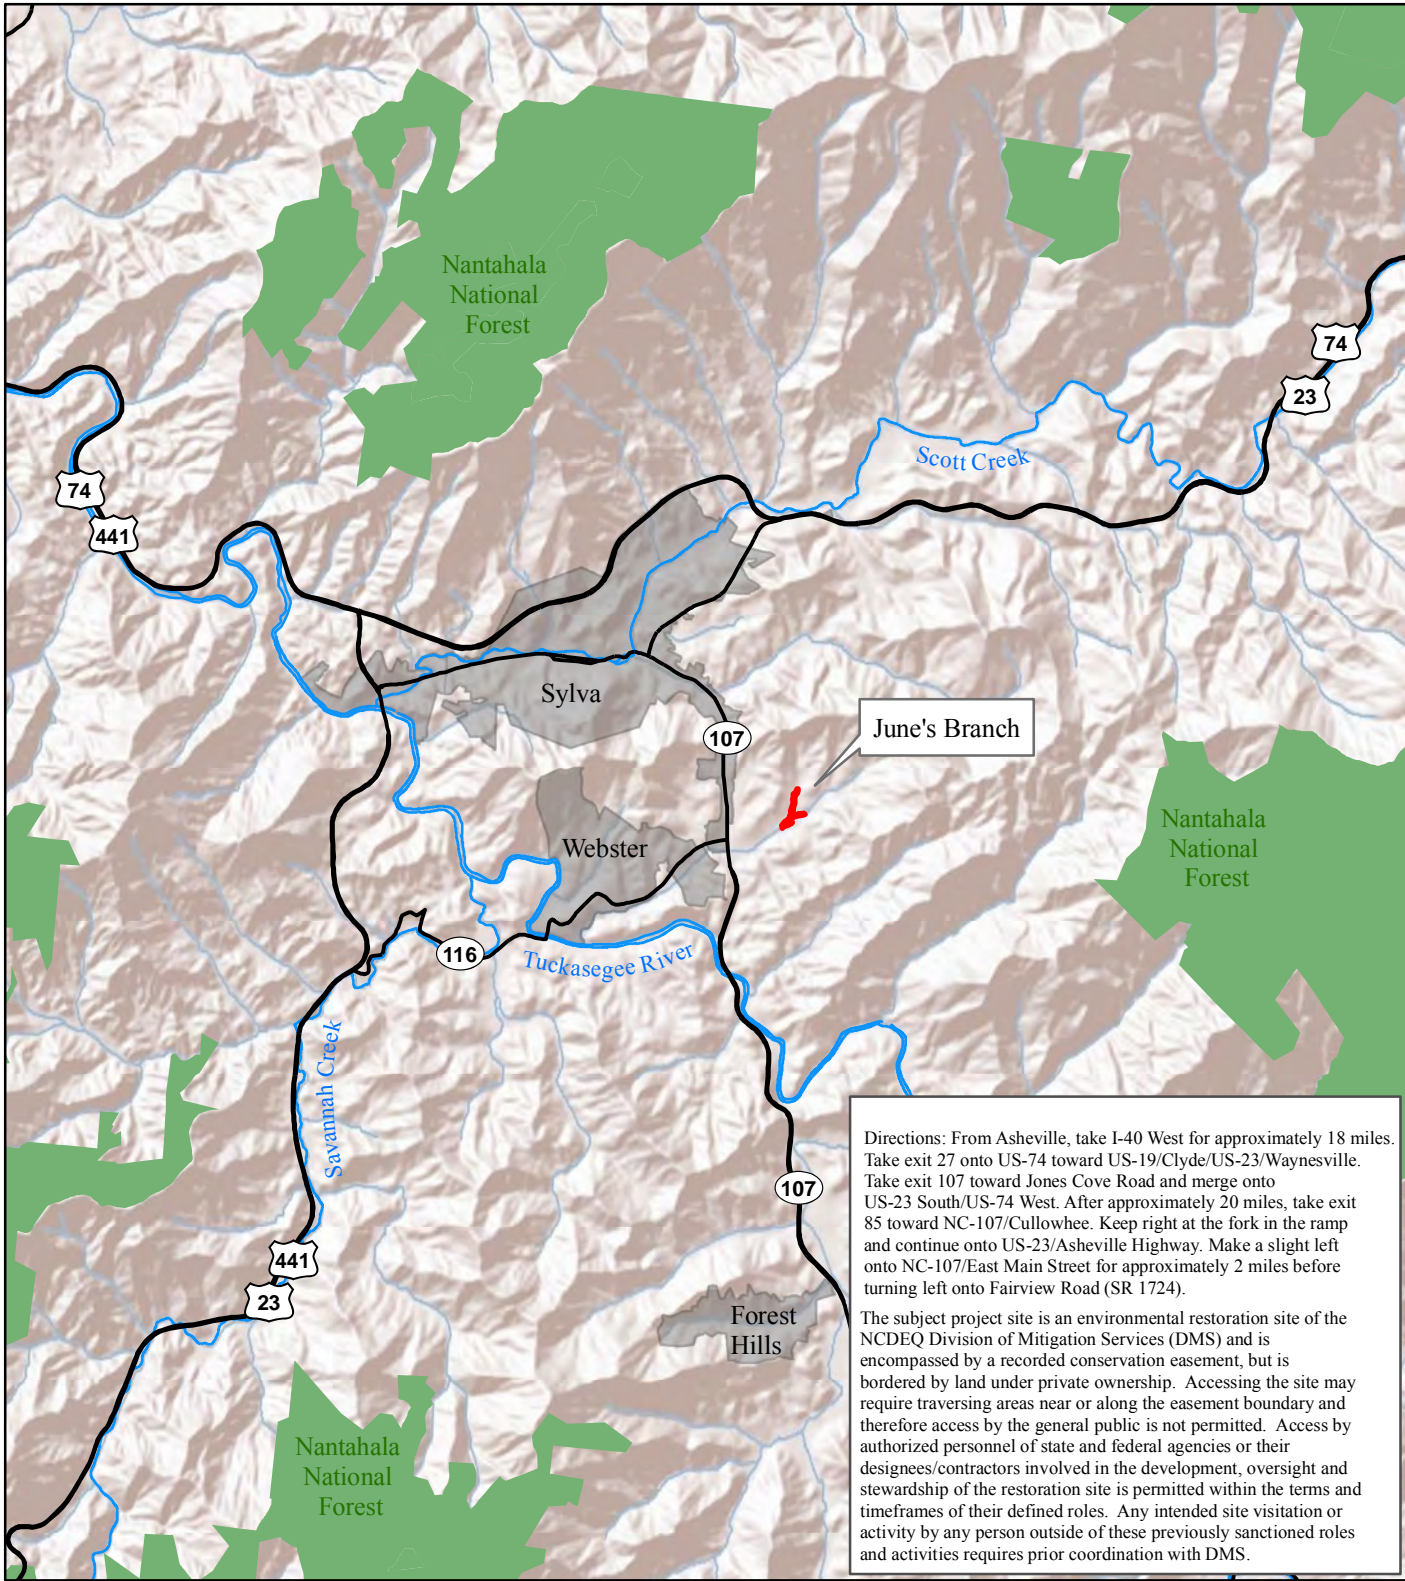 Nantahala
National
Forest
74
23
Scott Creek
74
441
Sylva
107
June's Branch
Nantahala
National
Forest
Webster
116
Tuckasegee River
Savannah Creek
Directions: From Asheville, take I-40 West for approximately 18 miles.
Take exit 27 onto US-74 toward US-19/Clyde/US-23/Waynesville.
Take exit 107 toward Jones Cove Road and merge onto
US-23 South/US-74 West. After approximately 20 miles, take exit
85 toward NC-107/Cullowhee. Keep right at the fork in the ramp
and continue onto US-23/Asheville Highway. Make a slight left
onto NC-107/East Main Street for approximately 2 miles before
turning left onto Fairview Road (SR 1724).
The subject project site is an environmental restoration site of the
NCDEQ Division of Mitigation Services (DMS) and is
encompassed by a recorded conservation easement, but is
bordered by land under private ownership. Accessing the site may
require traversing areas near or along the easement boundary and
therefore access by the general public is not permitted. Access by
authorized personnel of state and federal agencies or their
designees/contractors involved in the development, oversight and
stewardship of the restoration site is permitted within the terms and
timeframes of their defined roles. Any intended site visitation or
activity by any person outside of these previously sanctioned roles
and activities requires prior coordination with DMS.
107
441
23
Forest
Hills
Nantahala
National
Forest